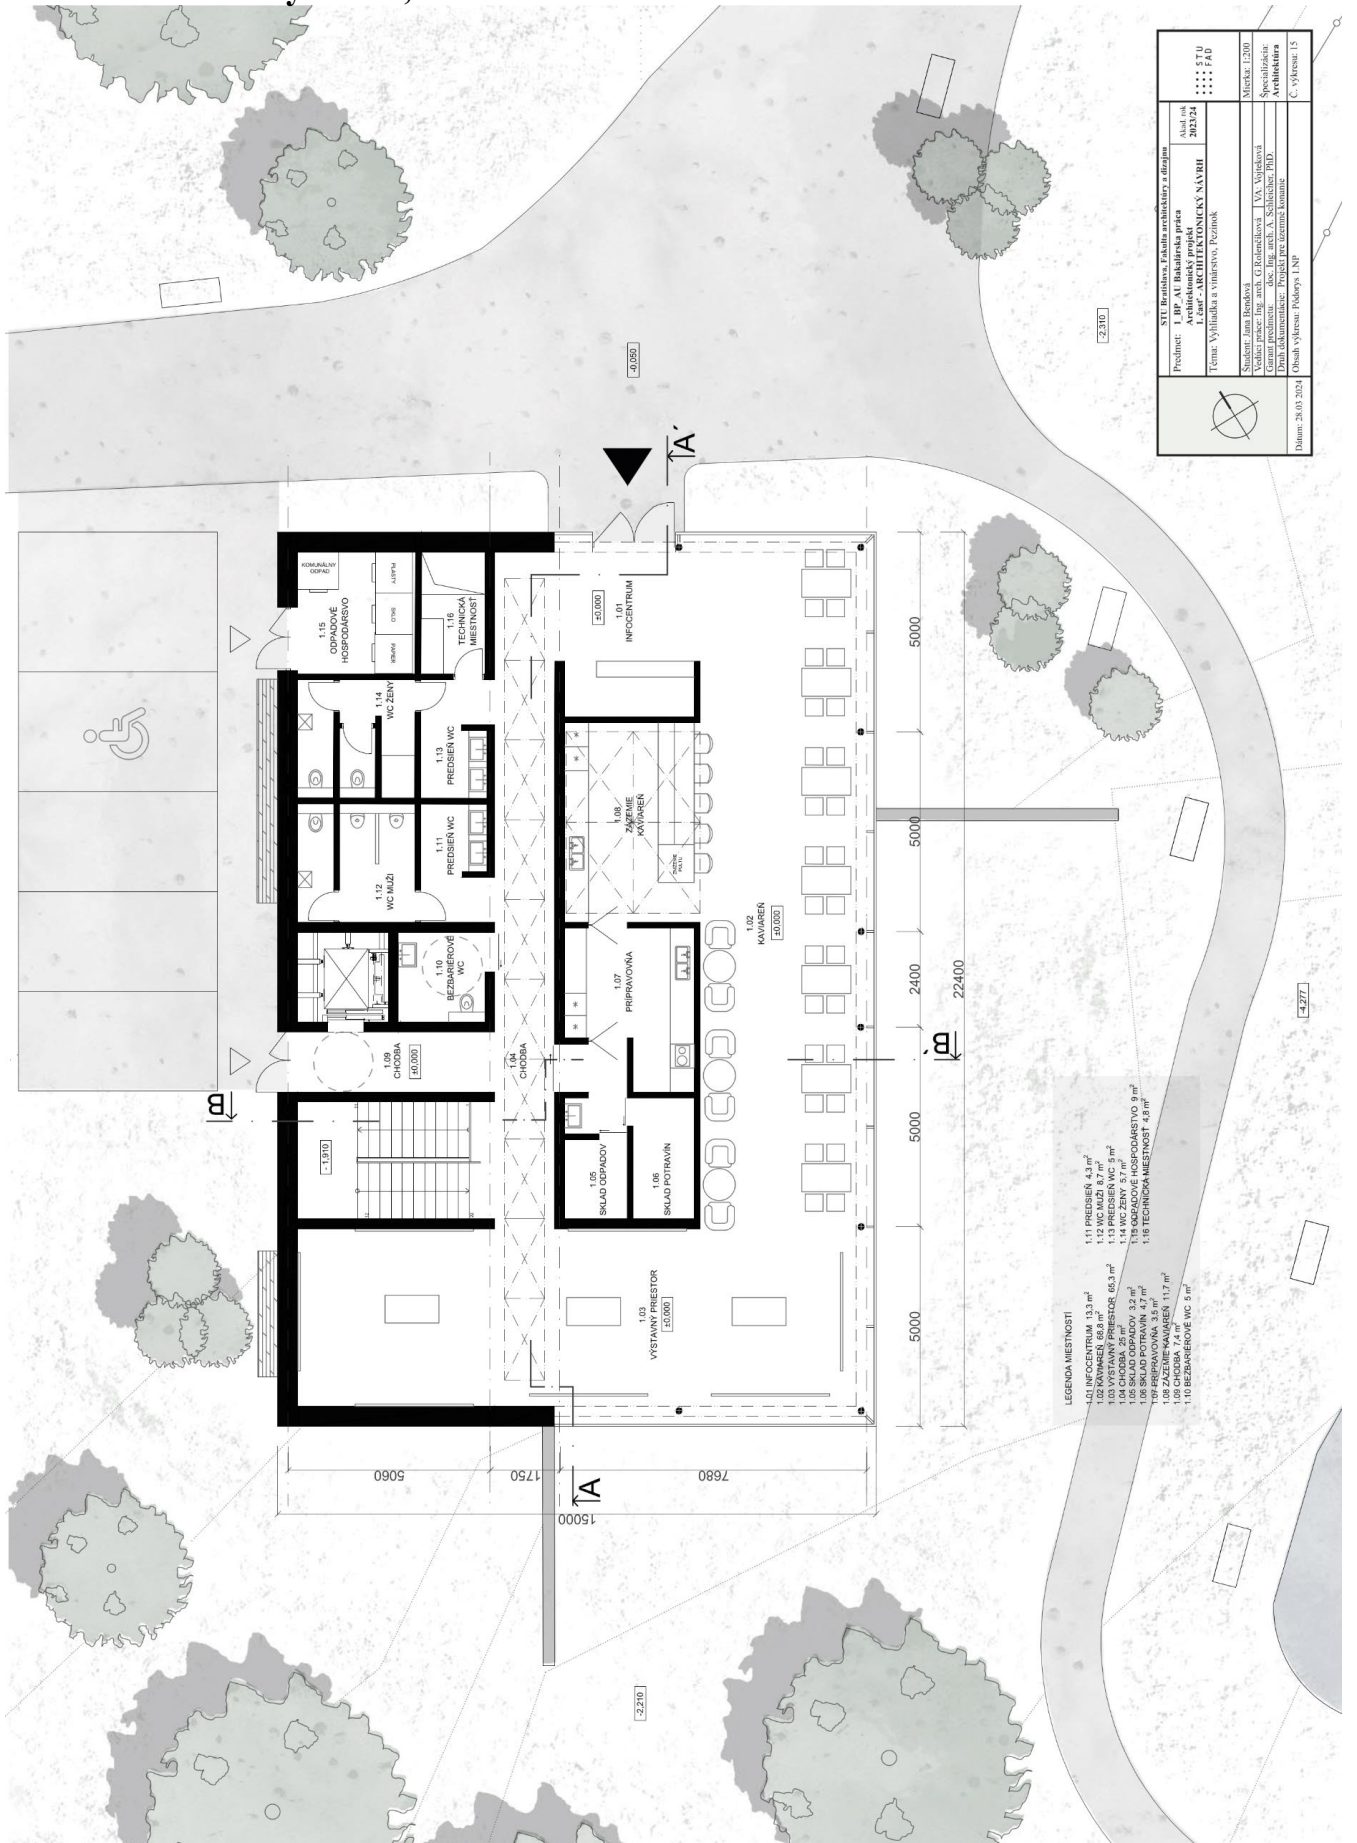 STU Bratislava, Fakulta architektúry a dizajnu
Predmet: I_BP_AU Bakalárska práca
Architektonický projekt
1. časť - ARCHITEKTONICKÝ NÁVRH
Akad. rok
2023/24
S T U
F A D
Téma: Vyhliadka a vinárstvo, Pezinok
Študent: Jana Bendová
Mierka: 1:200
Vedúci práce: Ing. arch. G.Rolenčíková
VA: Vojteková
Garant predmetu: doc. Ing. arch. A. Schleicher, PhD.
Druh dokumentácie: Projekt pre územné konanie
Špecializácia:
Architektúra
Dátum: 28.03 2024
Obsah výkresu: Pôdorys 1.NP
Č. výkresu: 15
-0,050
-2,310
-4,277
-2,210
A´
A
B
B´
KOMUNÁLNY
ODPAD
PLASTY
SKLO
PAPIER
1.15
ODPADOVÉ
HOSPODÁRSVO
1.16
TECHNICKÁ
MIESTNOSŤ
1.14
WC ŽENY
1.13
PREDSIEŇ WC
1.11
PREDSIEŇ WC
1.12
WC MUŽI
1.10
BEZBARIÉROVÉ
WC
1.09
CHODBA
±0,000
1.04
CHODBA
- 1,910
±0,000
1.01
INFOCENTRUM
1.08
ZÁZEMIE
KAVIAREŇ
ZNÍŽENIE
PULTU
1.02
KAVIAREŇ
±0,000
1.07
PRÍPRAVOVŇA
1.05
SKLAD ODPADOV
1.06
SKLAD POTRAVÍN
1.03
VÝSTAVNÝ PRIESTOR
±0,000
5000
5000
2400
5000
5000
22400
5060
1750
7680
15000
LEGENDA MIESTNOSTÍ
1.01 INFOCENTRUM 13,3 m²
1.02 KAVIAREŇ 68,8 m²
1.03 VÝSTAVNÝ PRIESTOR 65,3 m²
1.04 CHODBA 25 m²
1.05 SKLAD ODPADOV 3,2 m²
1.06 SKLAD POTRAVÍN 4,7 m²
1.07 PRÍPRAVOVŇA 3,5 m²
1.08 ZÁZEMIE KAVIAREŇ 11,7 m²
1.09 CHODBA 7,4 m²
1.10 BEZBARIÉROVÉ WC 5 m²
1.11 PREDSIEŇ 4,3 m²
1.12 WC MUŽI 8,7 m²
1.13 PREDSIEŇ WC 5 m²
1.14 WC ŽENY 5,7 m²
1.15 ODPADOVÉ HOSPODÁRSTVO 9 m²
1.16 TECHNICKÁ MIESTNOSŤ 4,8 m²